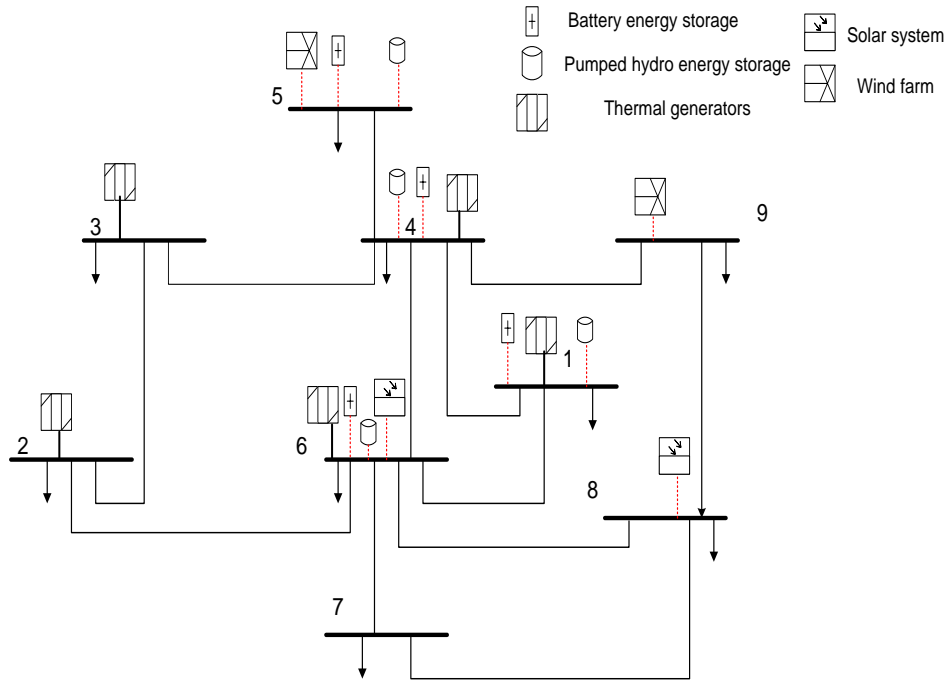 Battery energy storage
Solar system
Pumped hydro energy storage
Wind farm
Thermal generators
5
3
4
9
1
2
6
8
7